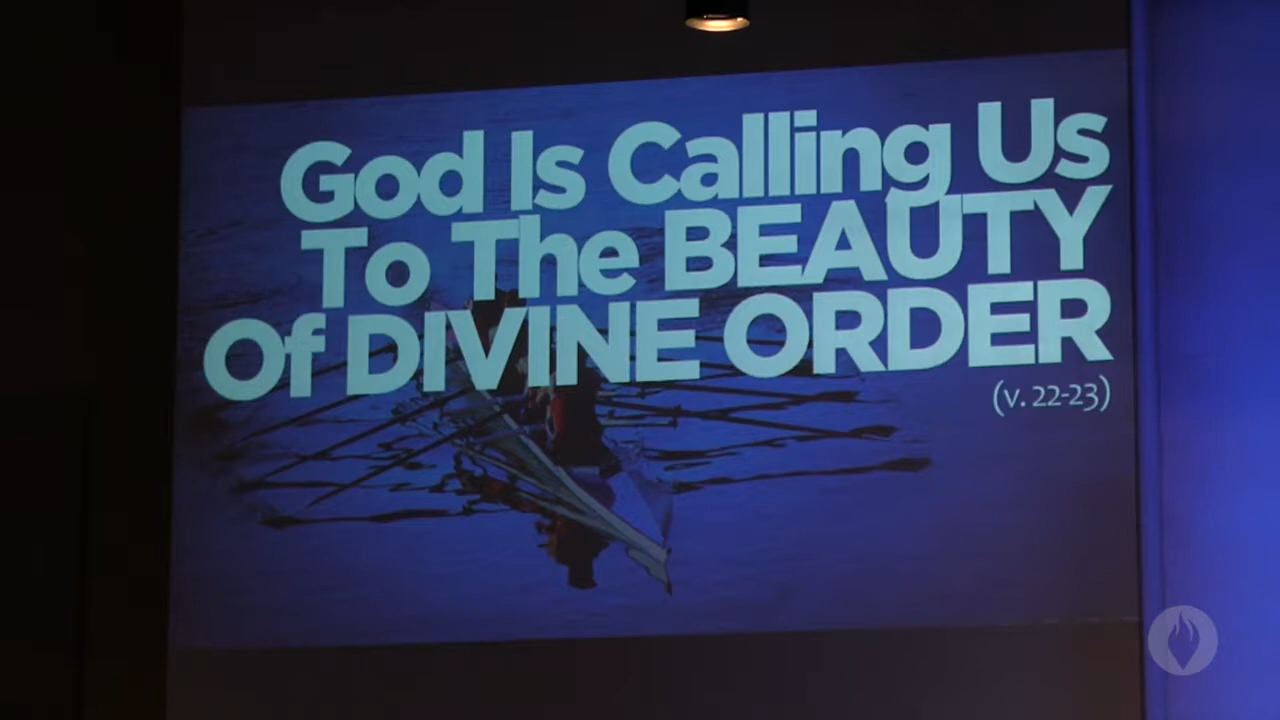 God Is Calling Us
To The BEAUTY
Of DIVINE ORDER
(v. 22-23)